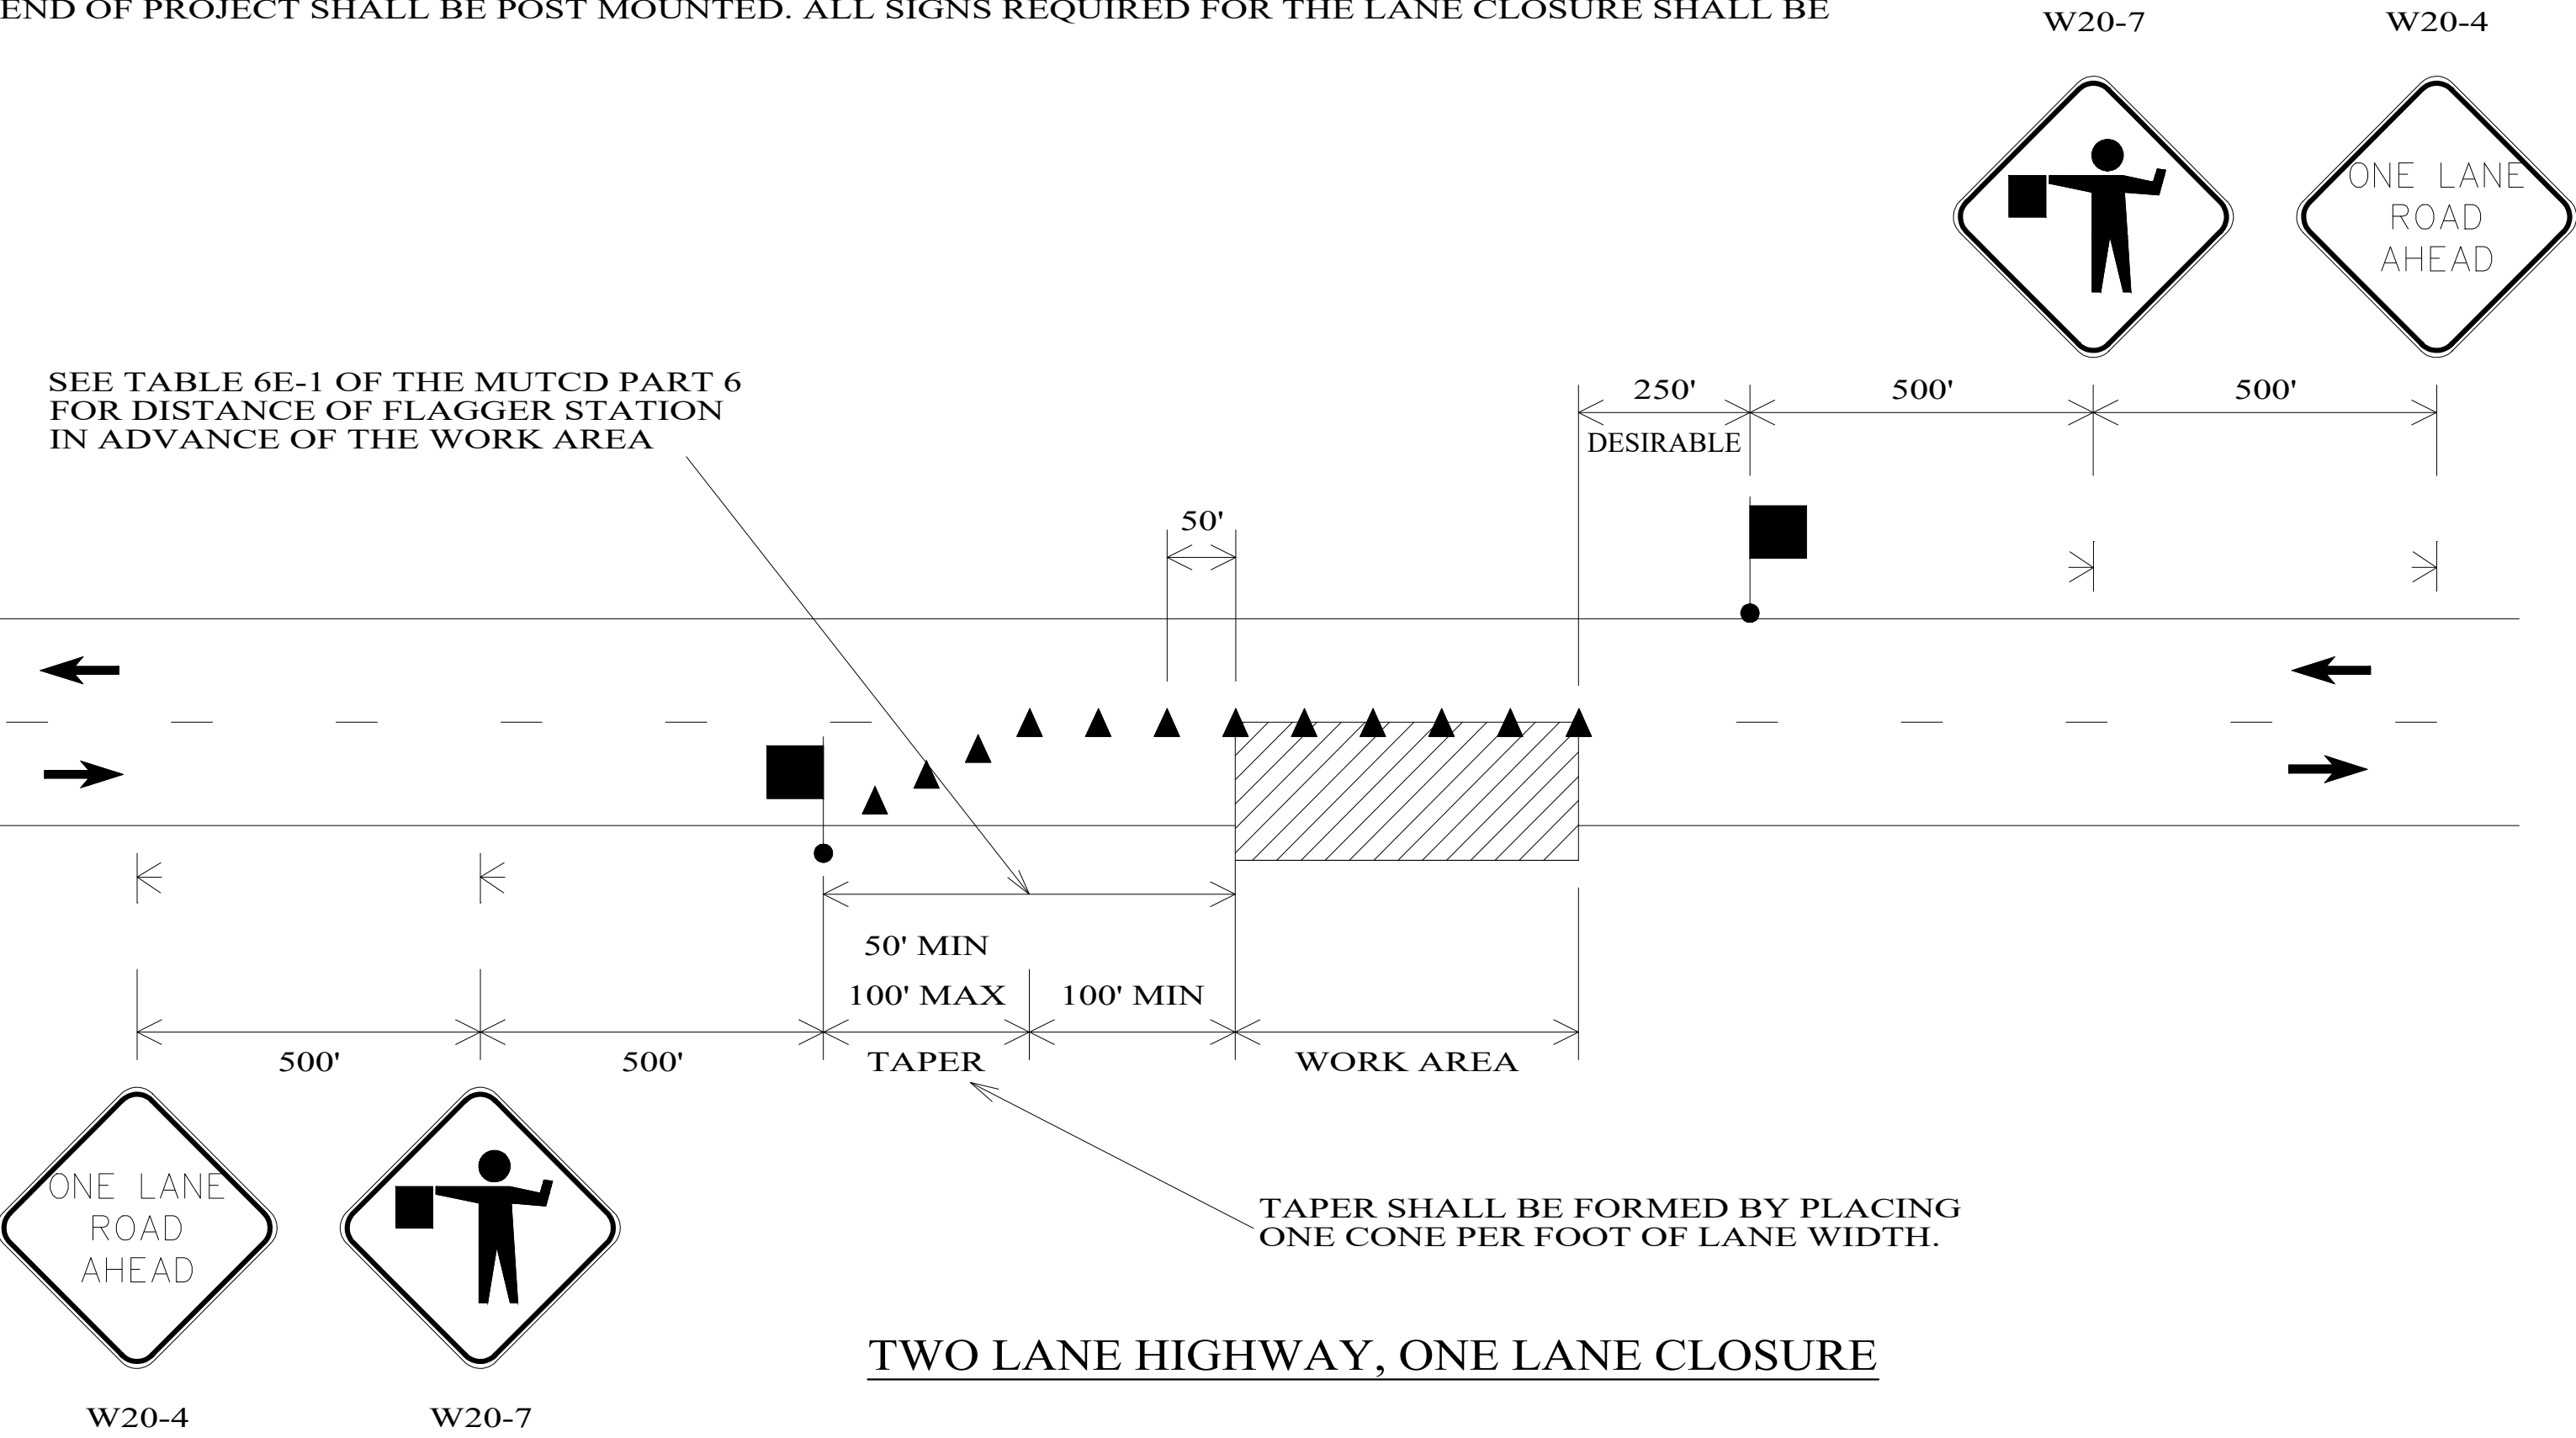 END OF PROJECT SHALL BE POST MOUNTED. ALL SIGNS REQUIRED FOR THE LANE CLOSURE SHALL BE
W20-7
W20-4
ONE LANE
ROAD
AHEAD
SEE TABLE 6E-1 OF THE MUTCD PART 6
FOR DISTANCE OF FLAGGER STATION
IN ADVANCE OF THE WORK AREA
250'
500'
500'
DESIRABLE
50'
50' MIN
100' MAX
100' MIN
500'
500'
TAPER
WORK AREA
ONE LANE
ROAD
AHEAD
TAPER SHALL BE FORMED BY PLACING
ONE CONE PER FOOT OF LANE WIDTH.
TWO LANE HIGHWAY, ONE LANE CLOSURE
W20-4
W20-7